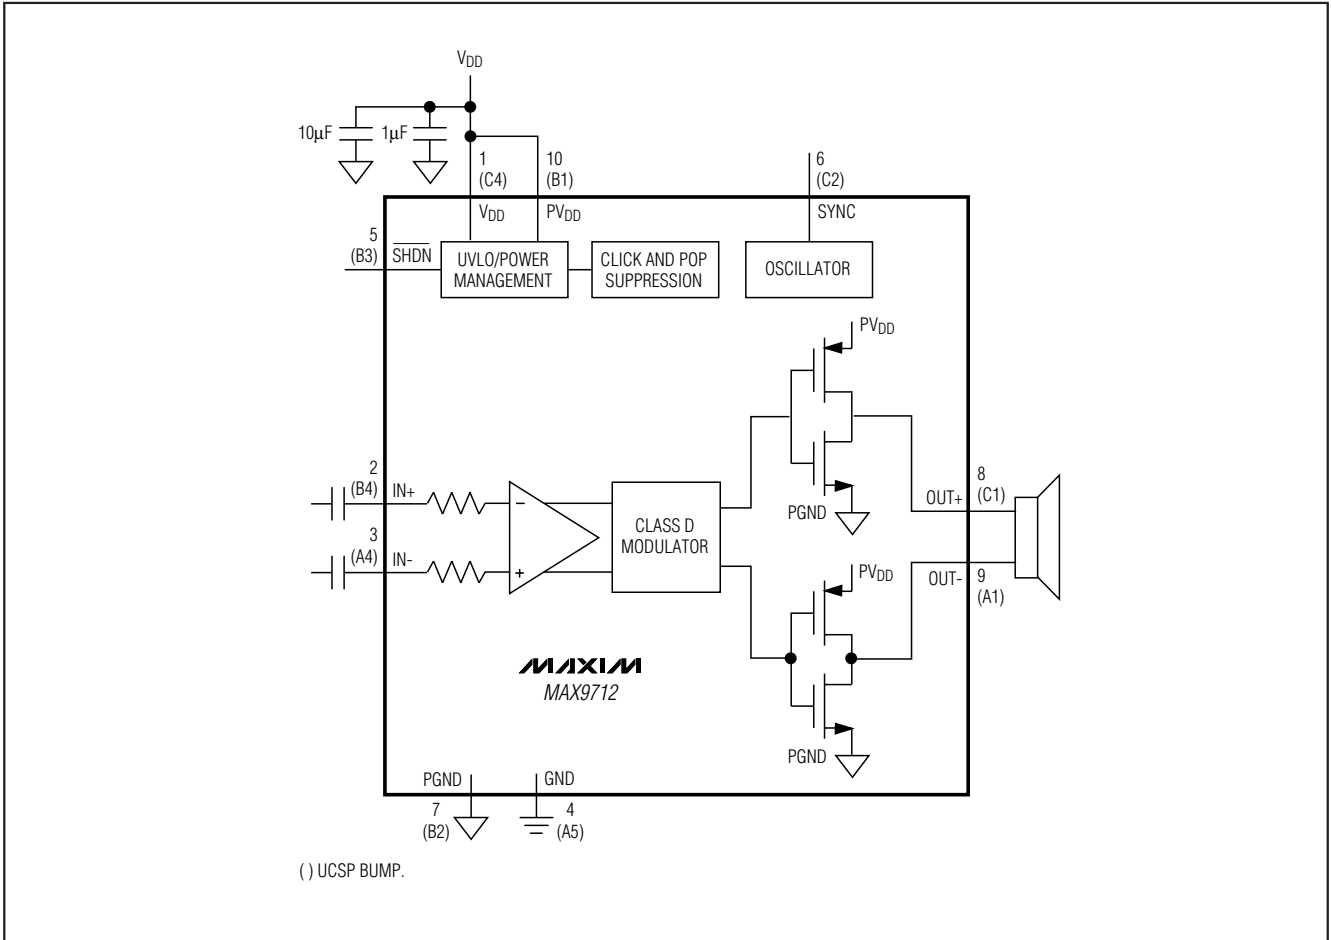 VDD
10µF
1µF
1
(C4)
10
(B1)
6
(C2)
VDD
PVDD
SYNC
5
(B3)
SHDN
UVLO/POWER
MANAGEMENT
CLICK AND POP
SUPPRESSION
OSCILLATOR
PVDD
2
(B4)
IN+
−
3
(A4)
IN-
+
CLASS D
MODULATOR
PGND
OUT+
8
(C1)
PVDD
OUT-
9
(A1)
MAXIM
MAX9712
PGND
PGND
GND
7
(B2)
4
(A5)
( ) UCSP BUMP.